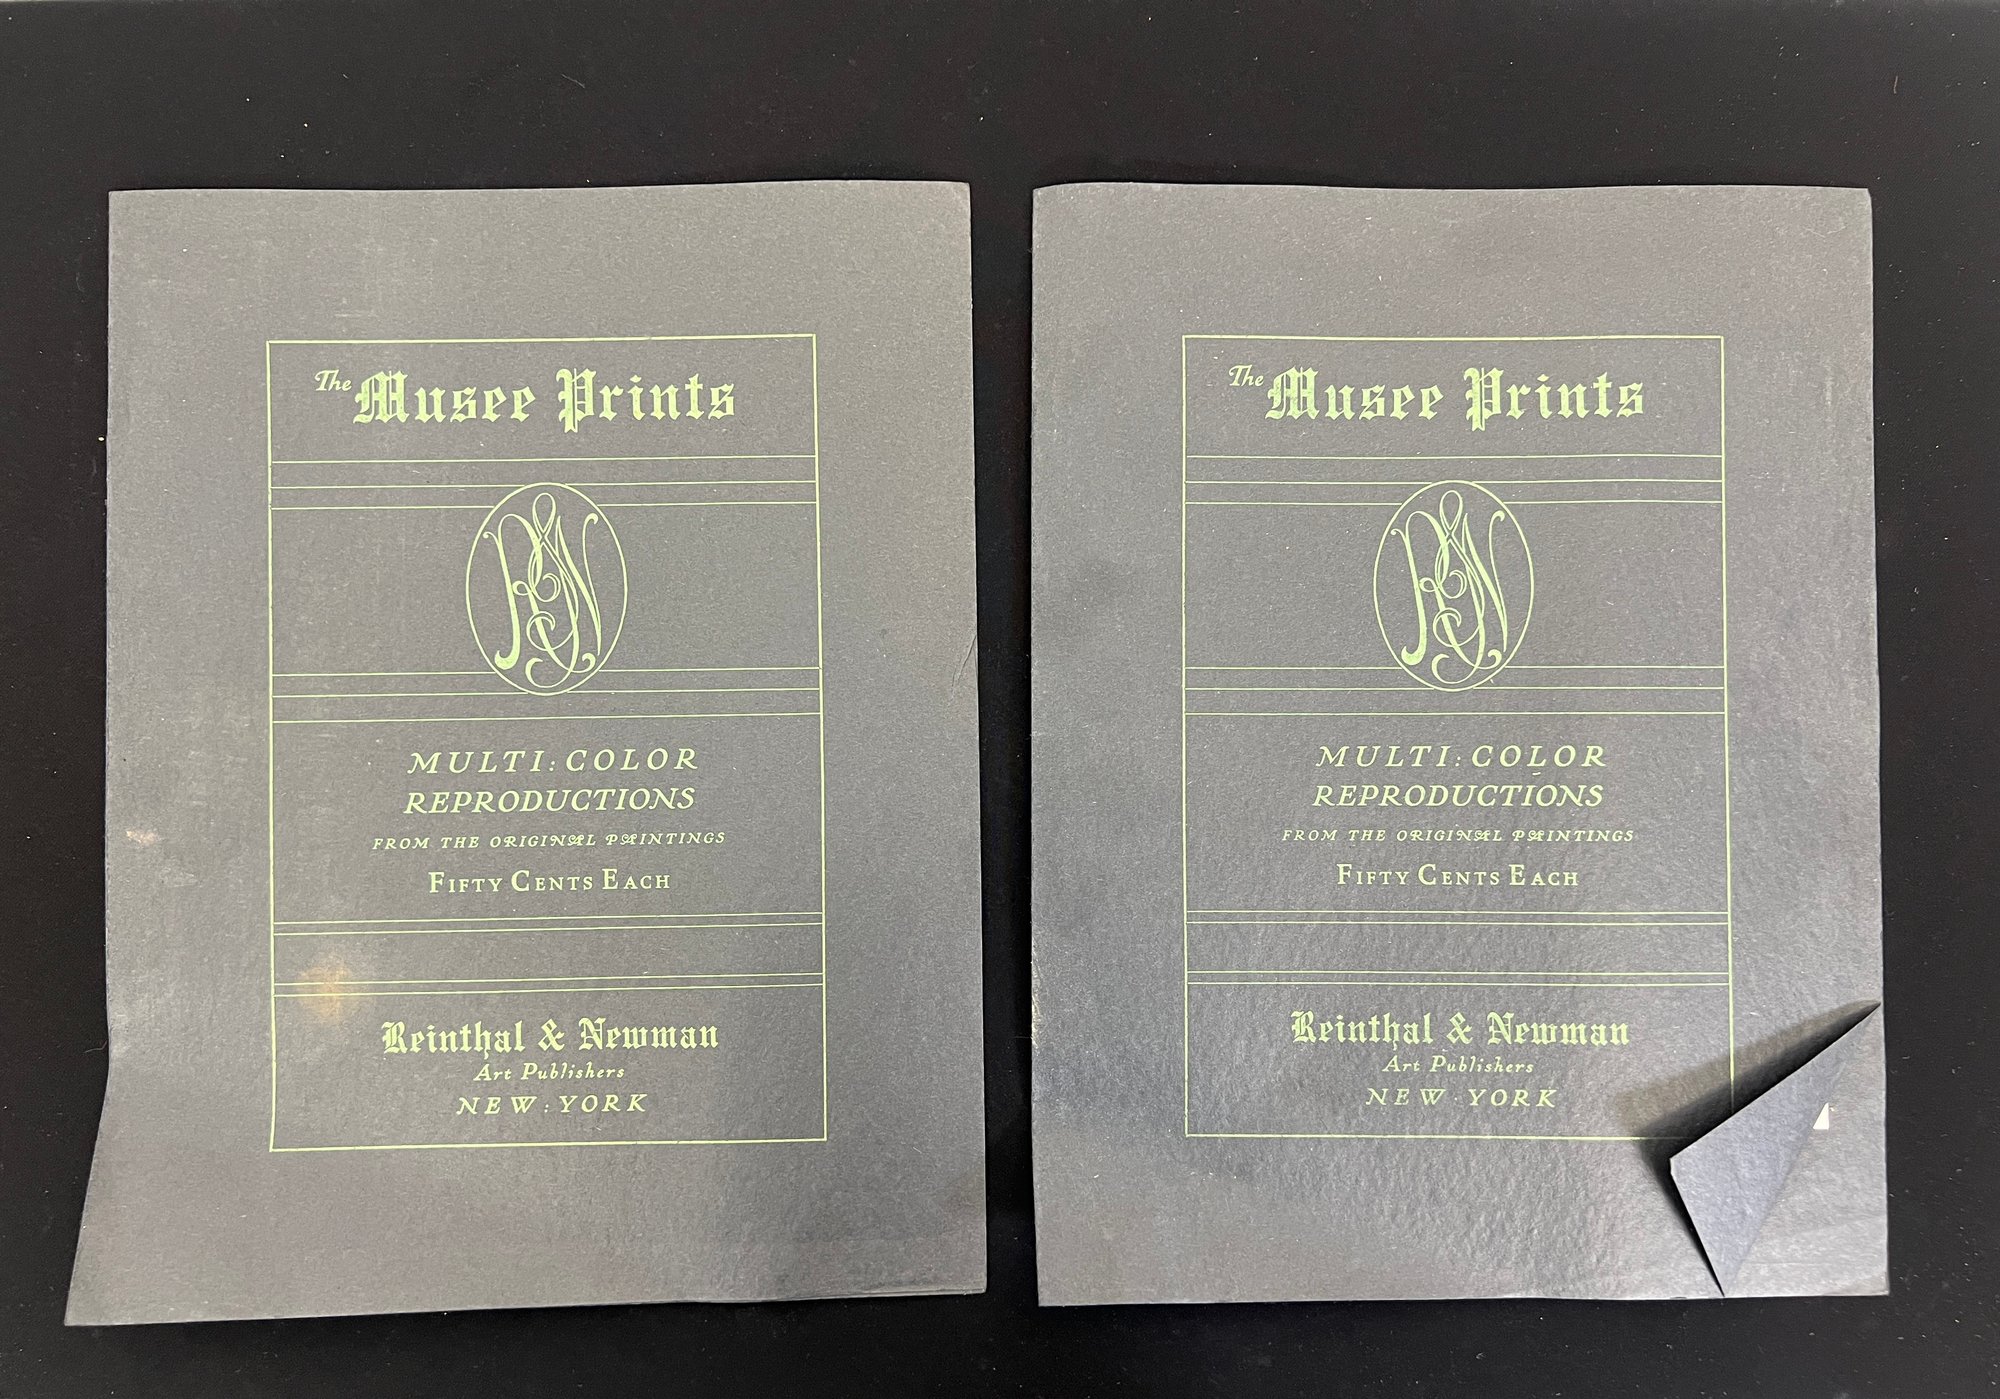 The Musee Prints
R&N
MULTI:COLOR
REPRODUCTIONS
FROM THE ORIGINAL PAINTINGS
FIFTY CENTS EACH
Reinthal & Newman
Art Publishers
NEW:YORK
The Musee Prints
R&N
MULTI:COLOR
REPRODUCTIONS
FROM THE ORIGINAL PAINTINGS
FIFTY CENTS EACH
Reinthal & Newman
Art Publishers
NEW:YORK